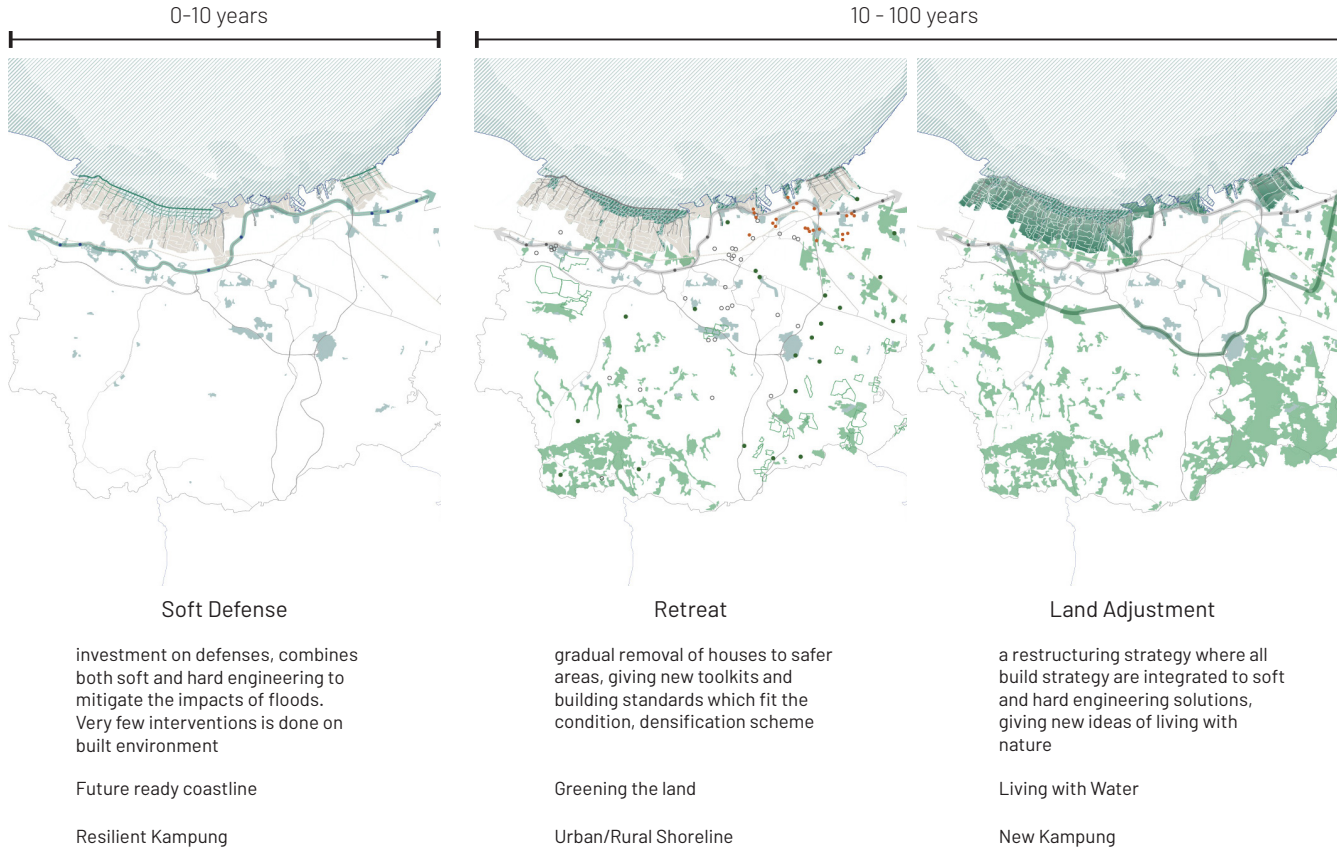 0-10 years
10 - 100 years
Soft Defense
investment on defenses, combines
both soft and hard engineering to
mitigate the impacts of floods.
Very few interventions is done on
built environment
Future ready coastline
Resilient Kampung
Retreat
gradual removal of houses to safer
areas, giving new toolkits and
building standards which fit the
condition, densification scheme
Greening the land
Urban/Rural Shoreline
Land Adjustment
a restructuring strategy where all
build strategy are integrated to soft
and hard engineering solutions,
giving new ideas of living with
nature
Living with Water
New Kampung